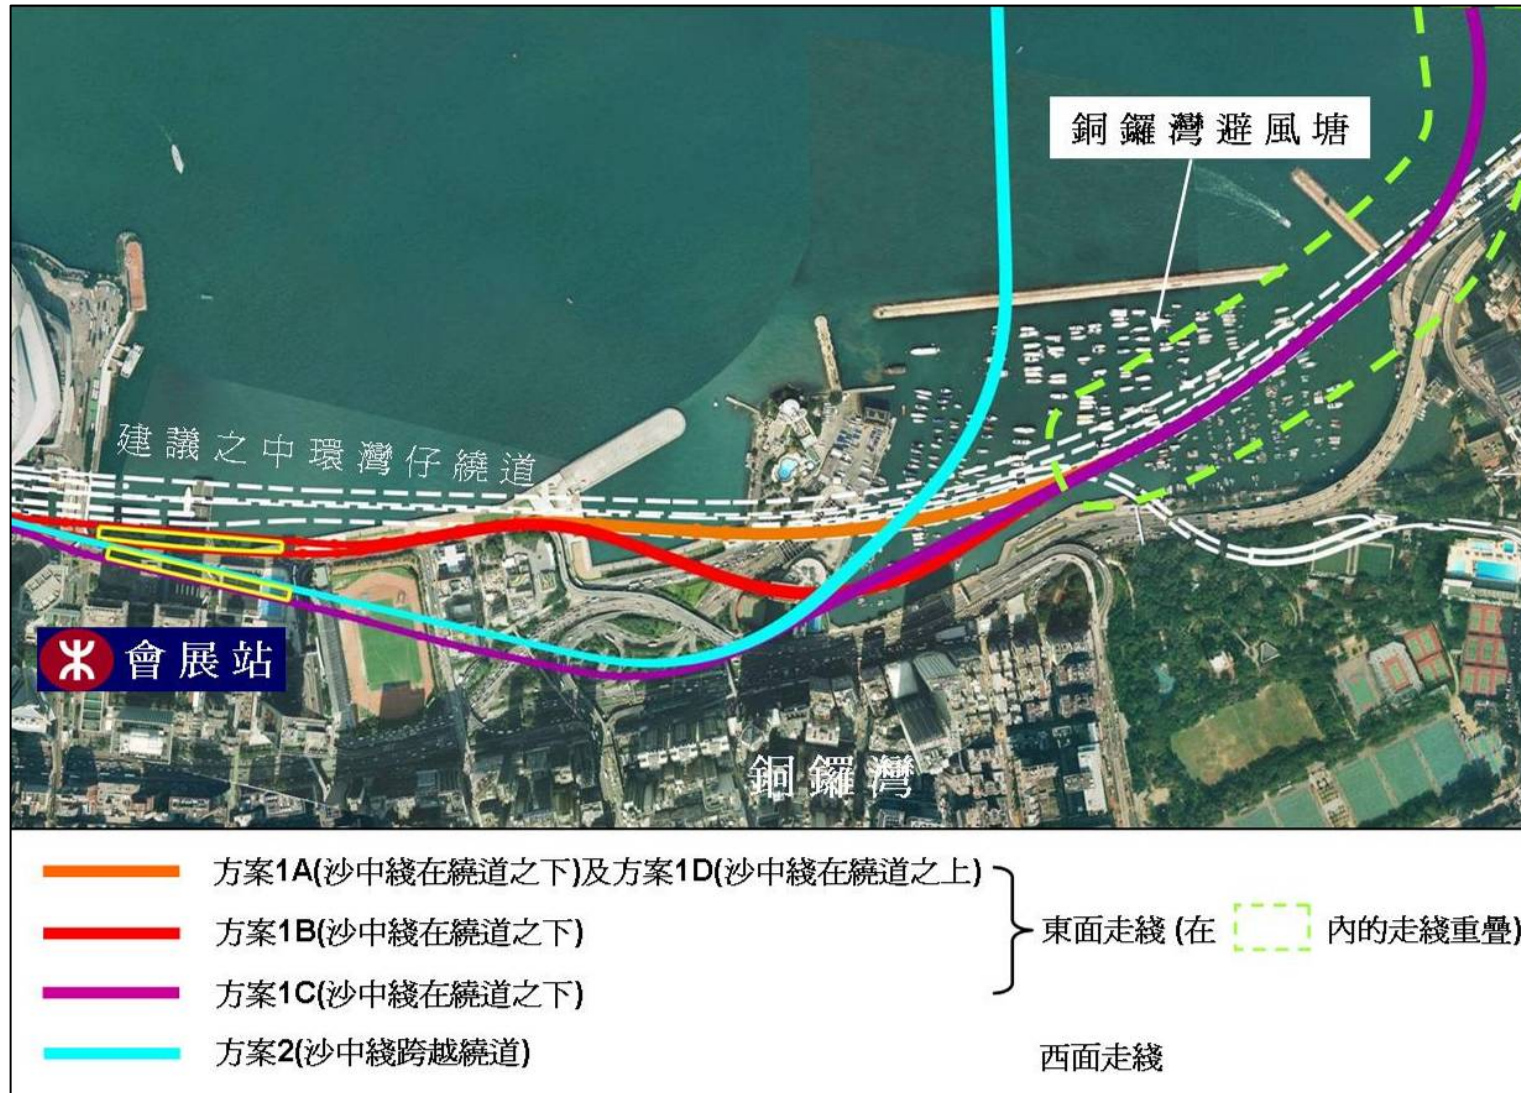 銅鑼灣避風塘
建議之中環灣仔繞道
會展站
銅鑼灣
方案1A(沙中綫在繞道之下)及方案1D(沙中綫在繞道之上)
方案1B(沙中綫在繞道之下)
東面走綫 (在 內的走綫重疊)
方案1C(沙中綫在繞道之下)
方案2(沙中綫跨越繞道)
西面走綫